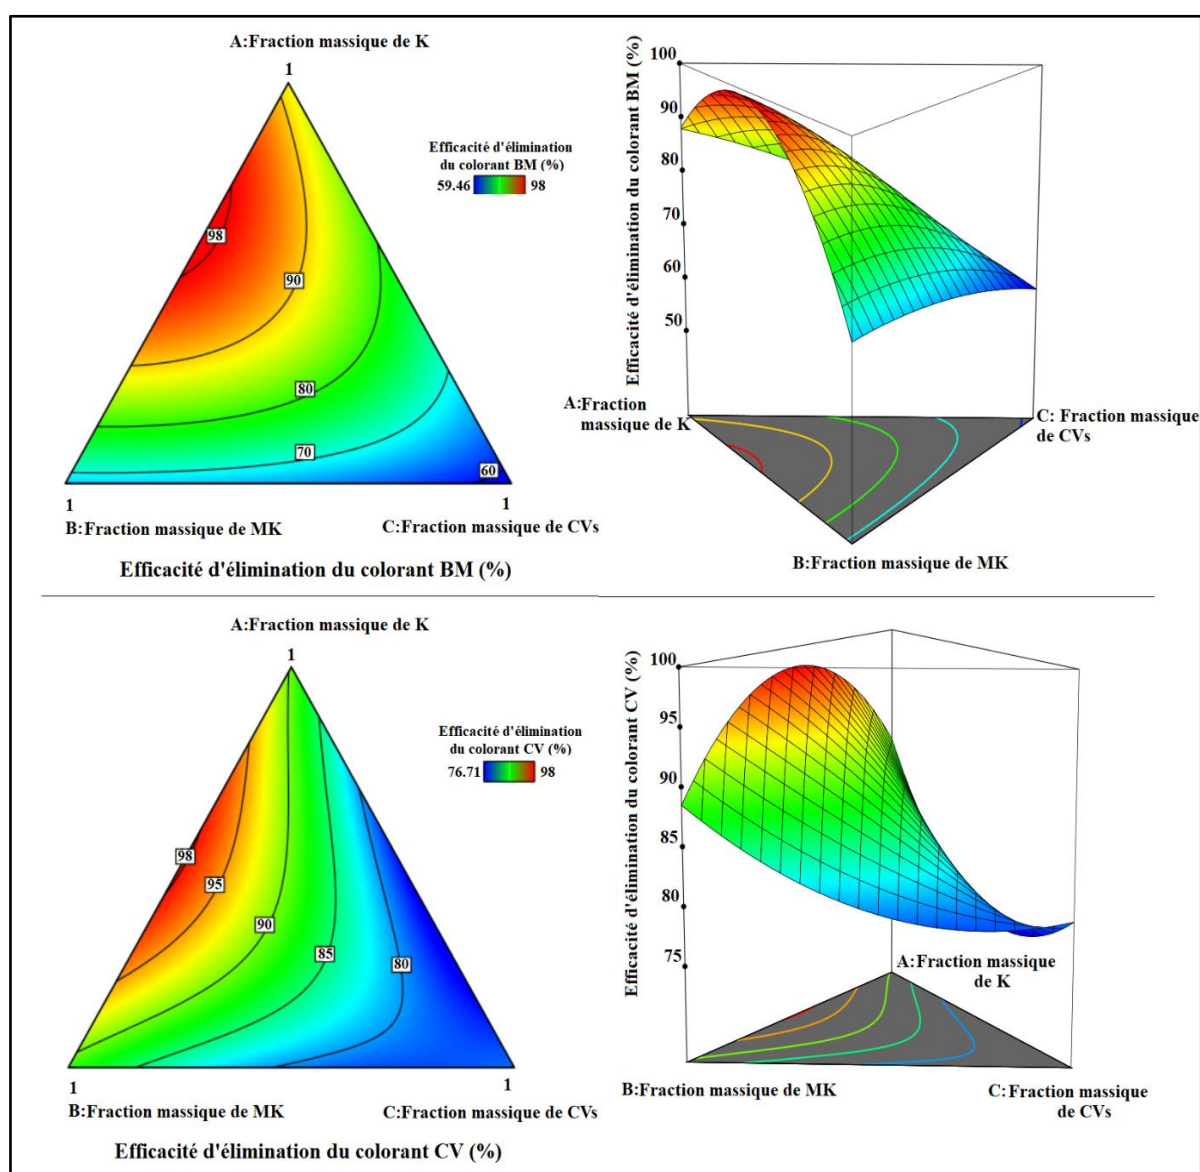 A:Fraction massique de K
1
Efficacité d'élimination
du colorant BM (%)
59.46 98
98
90
80
70
60
1
1
B:Fraction massique de MK
C:Fraction massique de CVs
Efficacité d'élimination du colorant BM (%)
Efficacité d'élimination du colorant BM (%)
100
90
80
70
60
50
A:Fraction
massique de K
C: Fraction massique
de CVs
B:Fraction massique de MK
A:Fraction massique de K
1
Efficacité d'élimination
du colorant CV (%)
76.71 98
98
95
90
85
80
1
1
B:Fraction massique de MK
C:Fraction massique de CVs
Efficacité d'élimination du colorant CV (%)
Efficacité d'élimination du colorant CV (%)
100
95
90
85
80
75
A:Fraction massique
de K
B:Fraction massique de MK
C: Fraction massique
de CVs